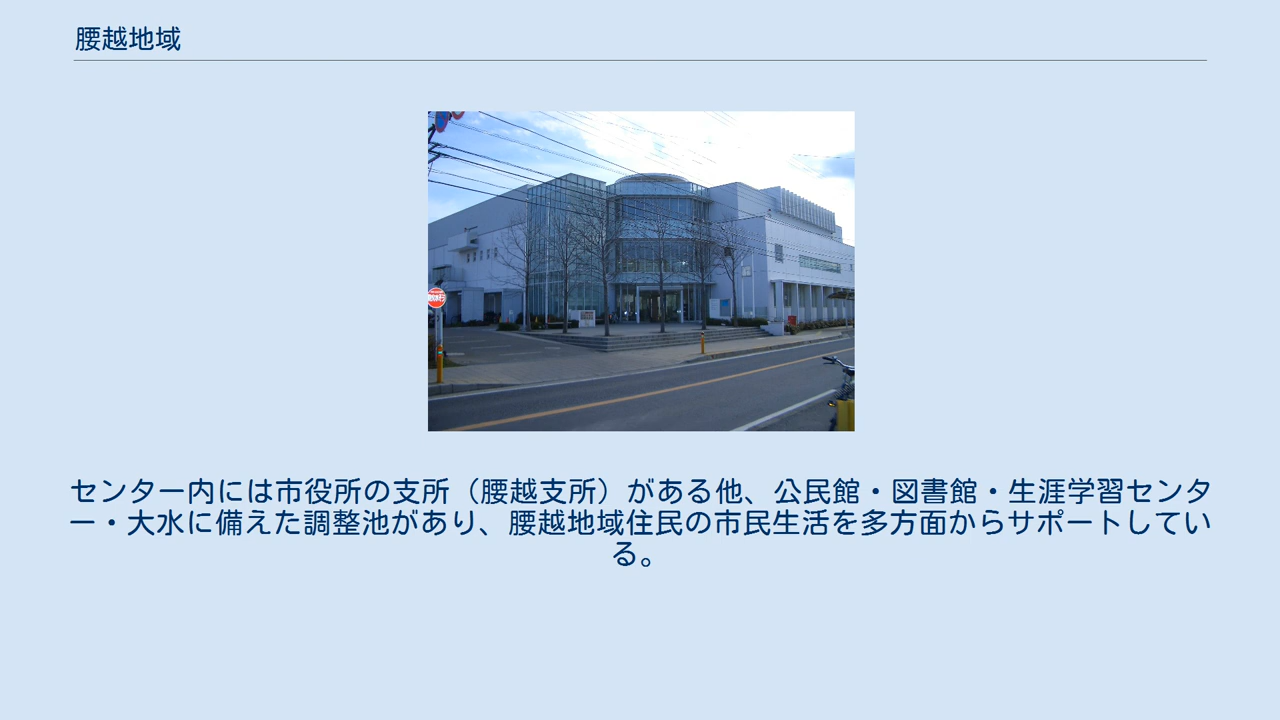 腰越地域
センター内には市役所の支所（腰越支所）がある他、公民館・図書館・生涯学習センタ
ー・大水に備えた調整池があり、腰越地域住民の市民生活を多方面からサポートしてい
る。